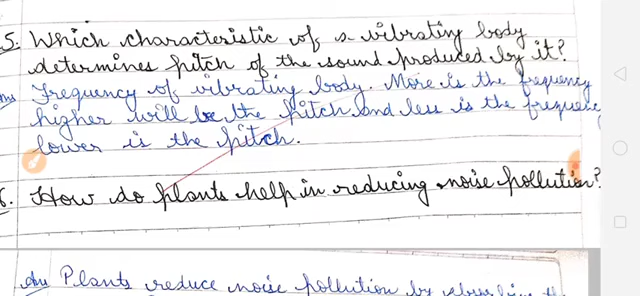 5. Which characteristic of a vibrating body
determines pitch of the sound produced by it?
Ans Frequency of vibrating body. More is the frequency
higher will be the pitch and less is the
lower is the pitch.
6. How do plants help in reducing noise pollution?
Ans Plants reduce noise pollution by